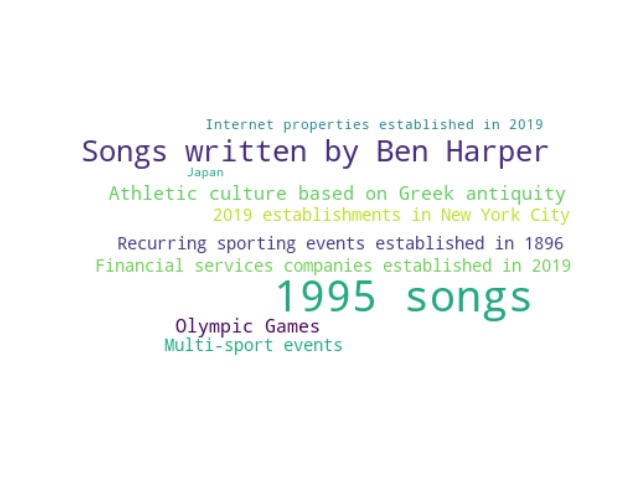 Internet properties established in 2019
Songs written by Ben Harper
Japan
Athletic culture based on Greek antiquity
2019 establishments in New York City
Recurring sporting events established in 1896
Financial services companies established in 2019
1995 songs
Olympic Games
Multi-sport events